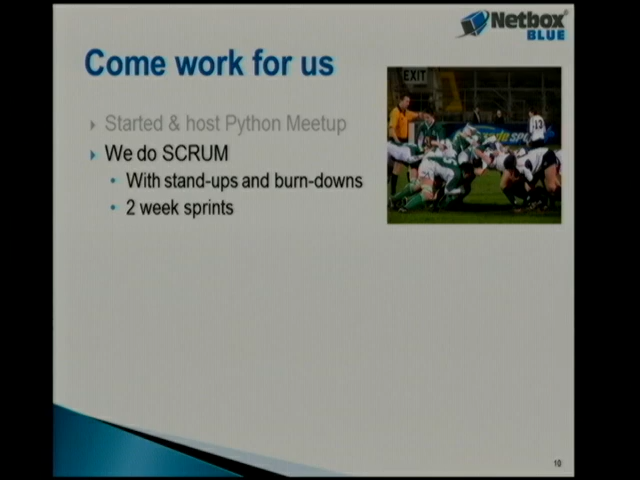 Netbox®
BLUE
Come work for us
EXIT
Started & host Python Meetup
13
We do SCRUM
With stand-ups and burn-downs
2 week sprints
10